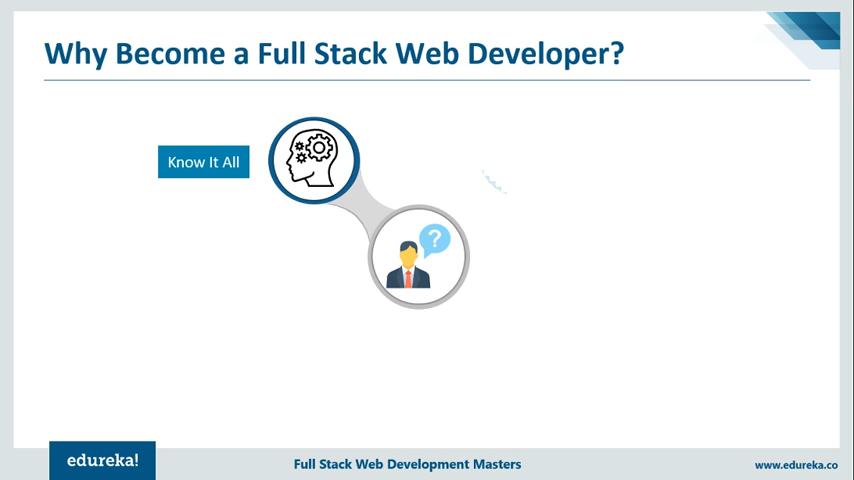 Why Become a Full Stack Web Developer?
Know It All
?
edureka!
Full Stack Web Development Masters
www.edureka.co